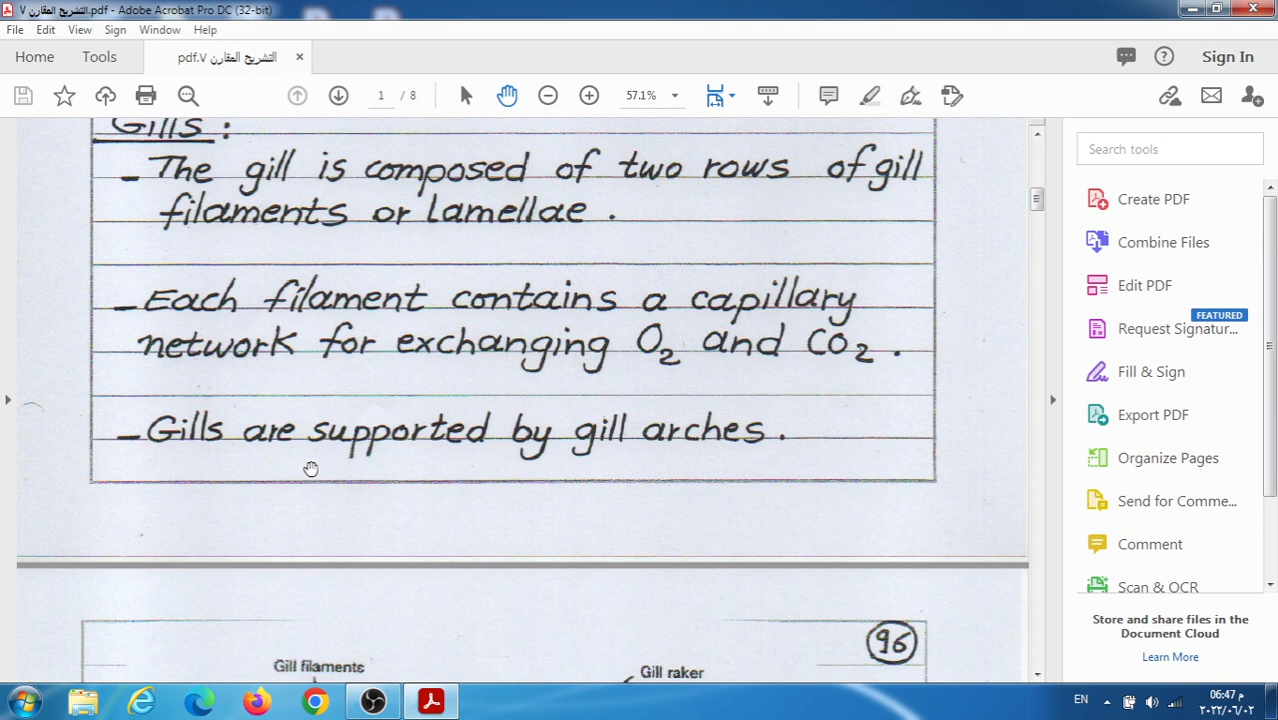 التشريح المقارن ٧.pdf - Adobe Acrobat Pro DC (32-bit)
File Edit View Sign Window Help
Home Tools التشريح المقارن ٧.pdf × Sign In
1 / 8 57.1%
Gills :
- The gill is composed of two rows of gill
filaments or lamellae .
- Each filament contains a capillary
network for exchanging O₂ and CO₂ .
- Gills are supported by gill arches .
96
Gill filaments Gill raker
Search tools
Create PDF
Combine Files
Edit PDF
FEATURED
Request Signatur...
Fill & Sign
Export PDF
Organize Pages
Send for Comme...
Comment
Scan & OCR
Store and share files in the
Document Cloud
Learn More
EN 06:47 م
٢٠٢٢/٠٦/٠٢